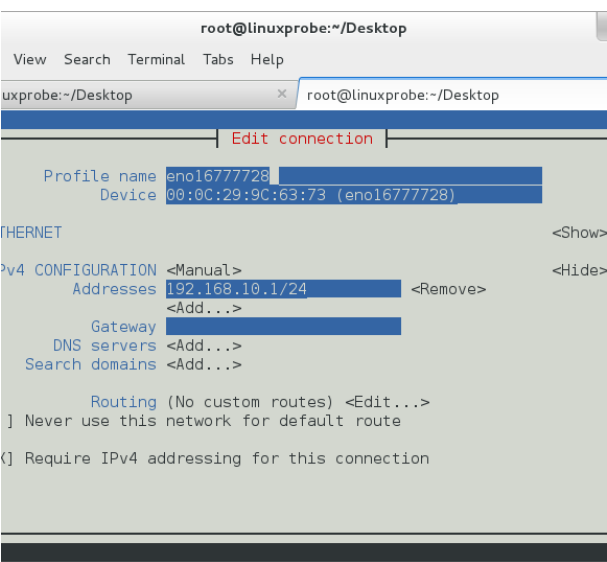 root@linuxprobe:~/Desktop
View Search Terminal Tabs Help
uxprobe:~/Desktop × root@linuxprobe:~/Desktop
Edit connection
Profile name eno16777728
Device 00:0C:29:9C:63:73 (eno16777728)
THERNET <Show>
Pv4 CONFIGURATION <Manual> <Hide>
Addresses 192.168.10.1/24 <Remove>
<Add...>
Gateway
DNS servers <Add...>
Search domains <Add...>
Routing (No custom routes) <Edit...>
] Never use this network for default route
X] Require IPv4 addressing for this connection